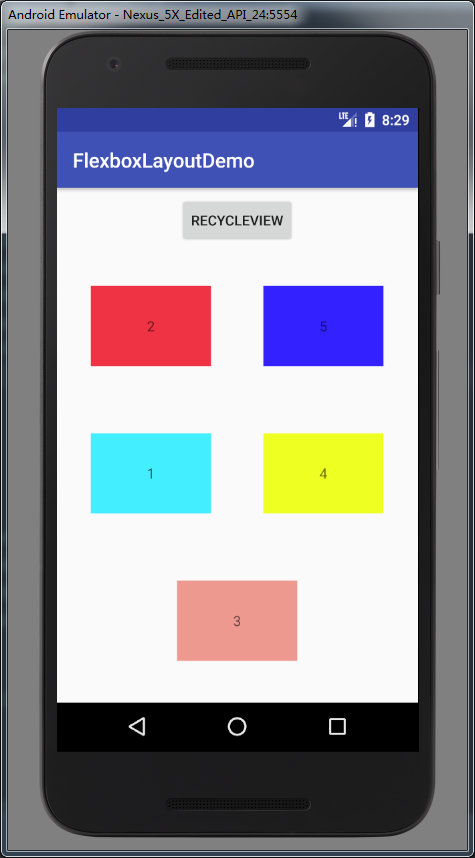 Android Emulator - Nexus_5X_Edited_API_24:5554
LTE 8:29
FlexboxLayoutDemo
RECYCLEVIEW
2 5
1 4
3